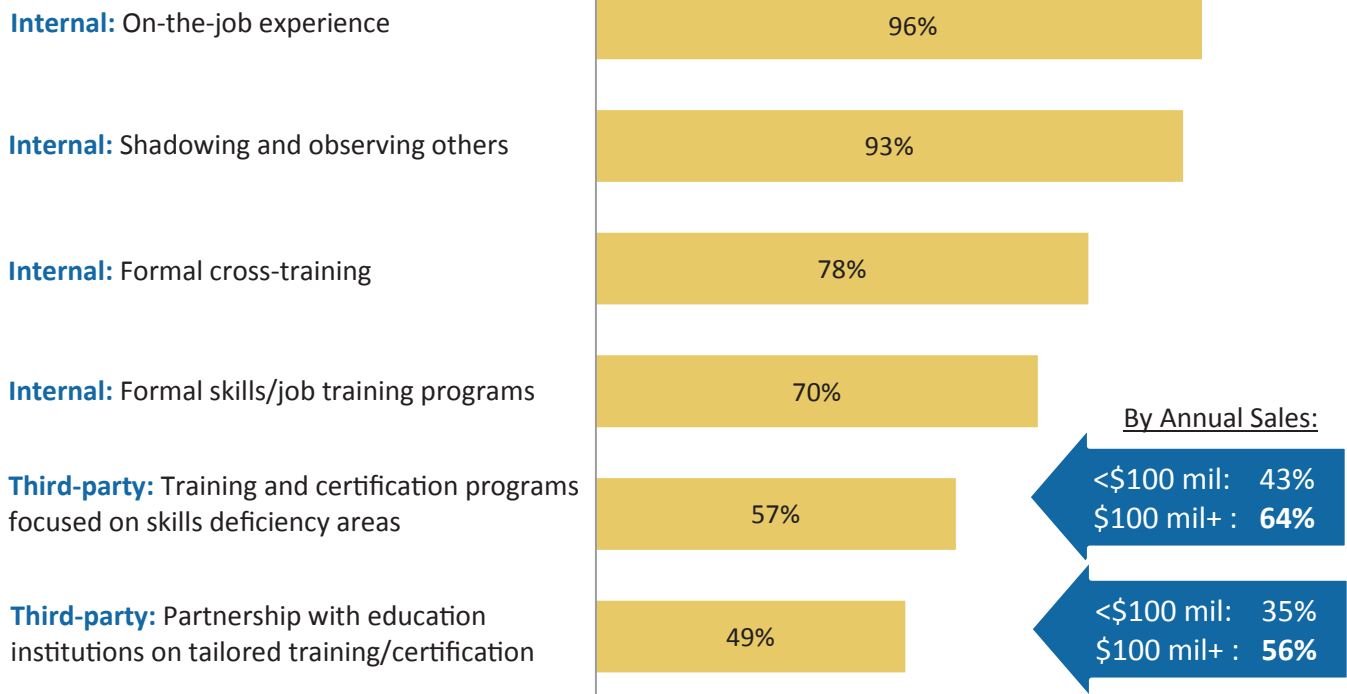 Internal: On-the-job experience
96%
Internal: Shadowing and observing others
93%
Internal: Formal cross-training
78%
Internal: Formal skills/job training programs
70%
By Annual Sales:
Third-party: Training and certification programs
focused on skills deficiency areas
57%
<$100 mil: 43%
$100 mil+ : 64%
Third-party: Partnership with education
institutions on tailored training/certification
49%
<$100 mil: 35%
$100 mil+ : 56%